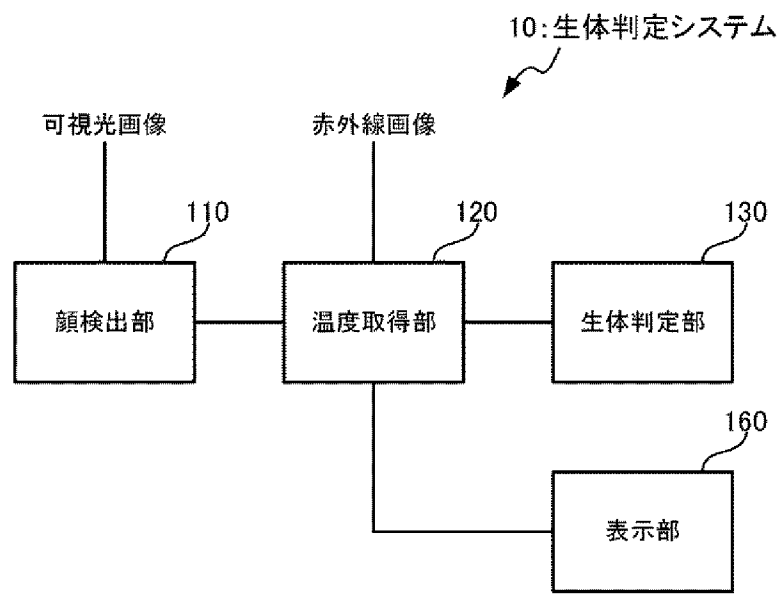 10:生体判定システム
可視光画像
赤外線画像
110
120
130
顔検出部
温度取得部
生体判定部
160
表示部